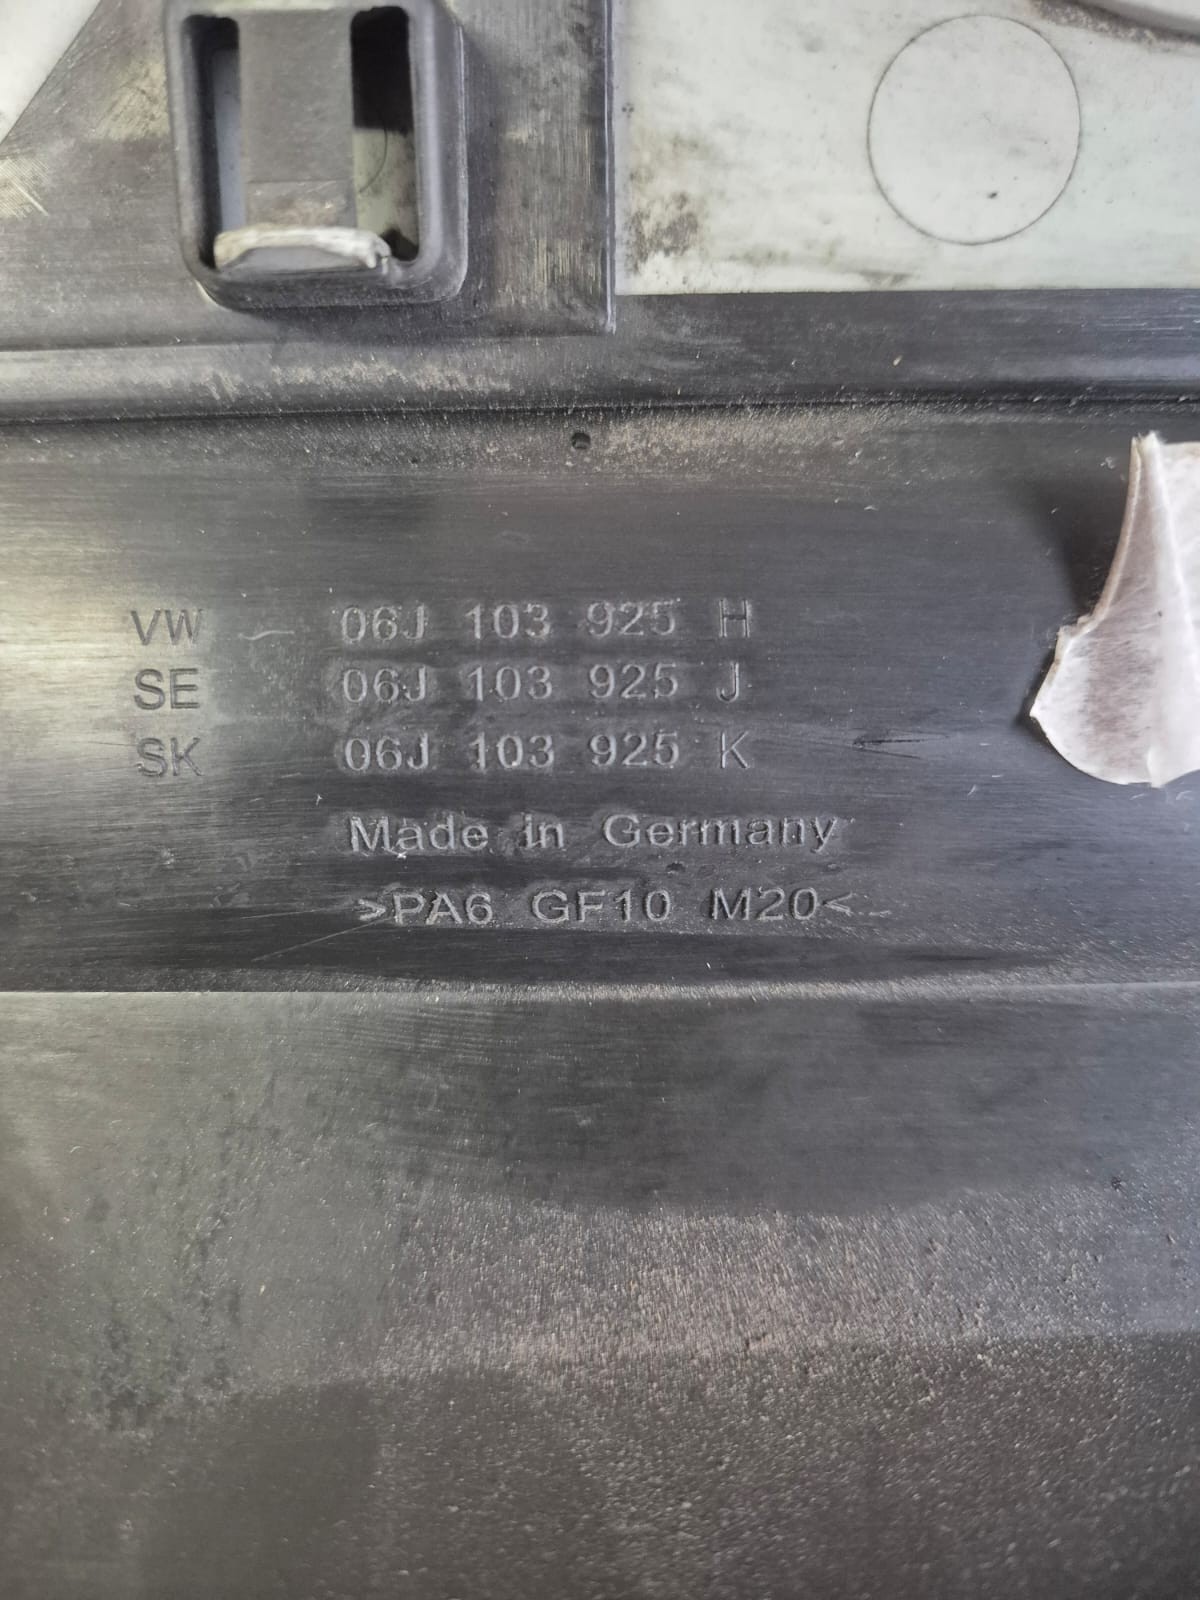 VW 06J 103 925 H
SE 06J 103 925 J
SK 06J 103 925 K
Made in Germany
>PA6 GF10 M20<